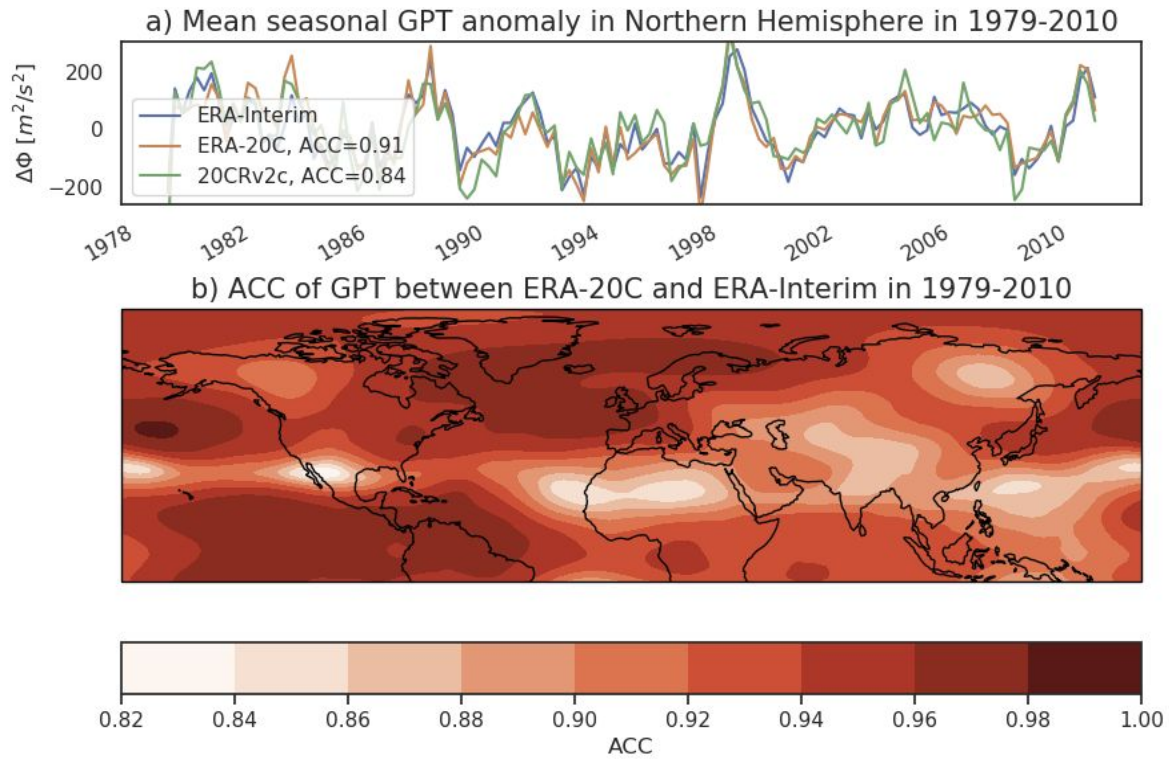 a) Mean seasonal GPT anomaly in Northern Hemisphere in 1979-2010
ΔΦ [m²/s²]
200
0
−200
ERA-Interim
ERA-20C, ACC=0.91
20CRv2c, ACC=0.84
1978 1982 1986 1990 1994 1998 2002 2006 2010
b) ACC of GPT between ERA-20C and ERA-Interim in 1979-2010
0.82 0.84 0.86 0.88 0.90 0.92 0.94 0.96 0.98 1.00
ACC